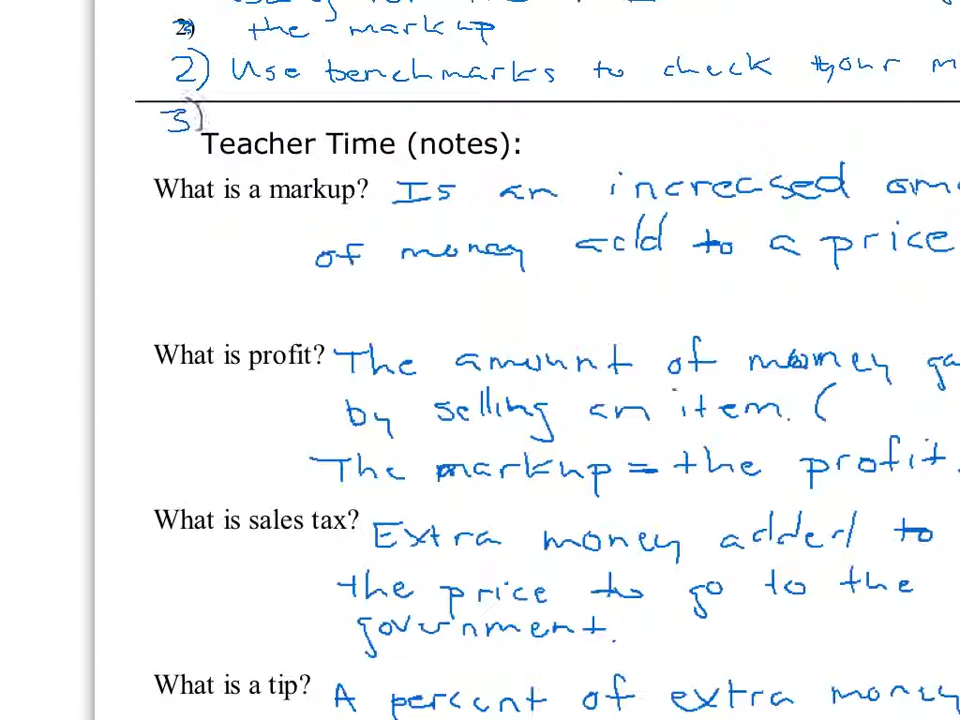 2) the markup
2) Use benchmarks to check your m
3)
Teacher Time (notes):
What is a markup? Is an increased amo
of money add to a price
What is profit? The amount of money ga
by selling an item. (
The markup = the profit.
What is sales tax? Extra money added to
the price to go to the
government.
What is a tip? A percent of extra money